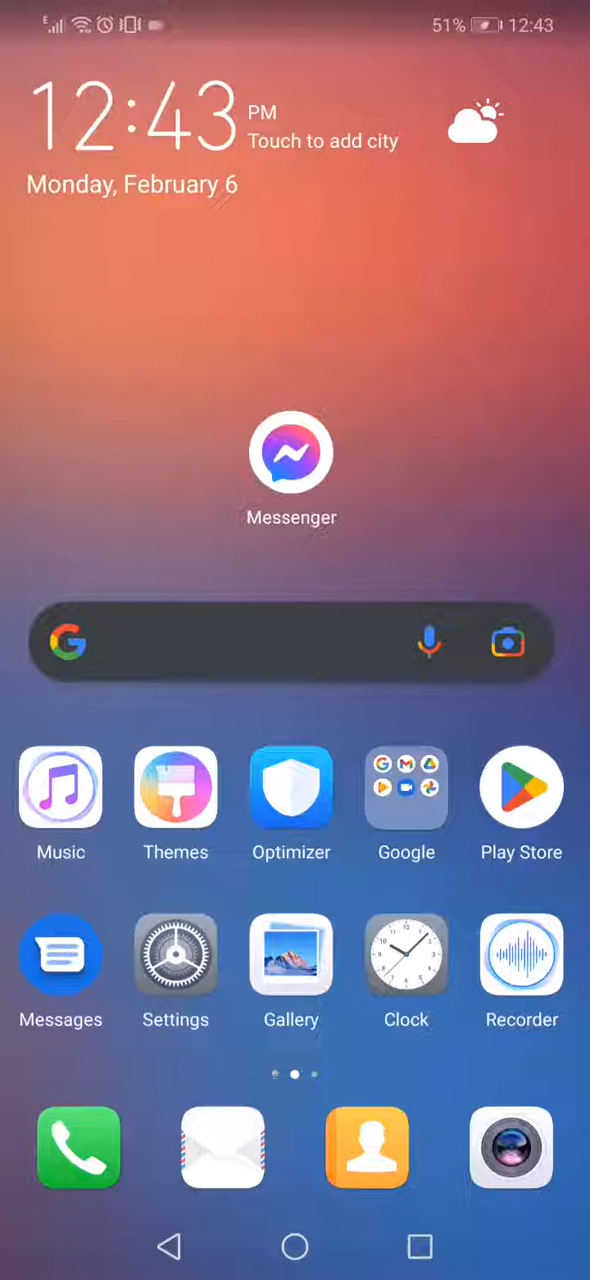 51% 12:43
12:43 PM
Touch to add city
Monday, February 6
Messenger
Music Themes Optimizer Google Play Store
Messages Settings Gallery Clock Recorder